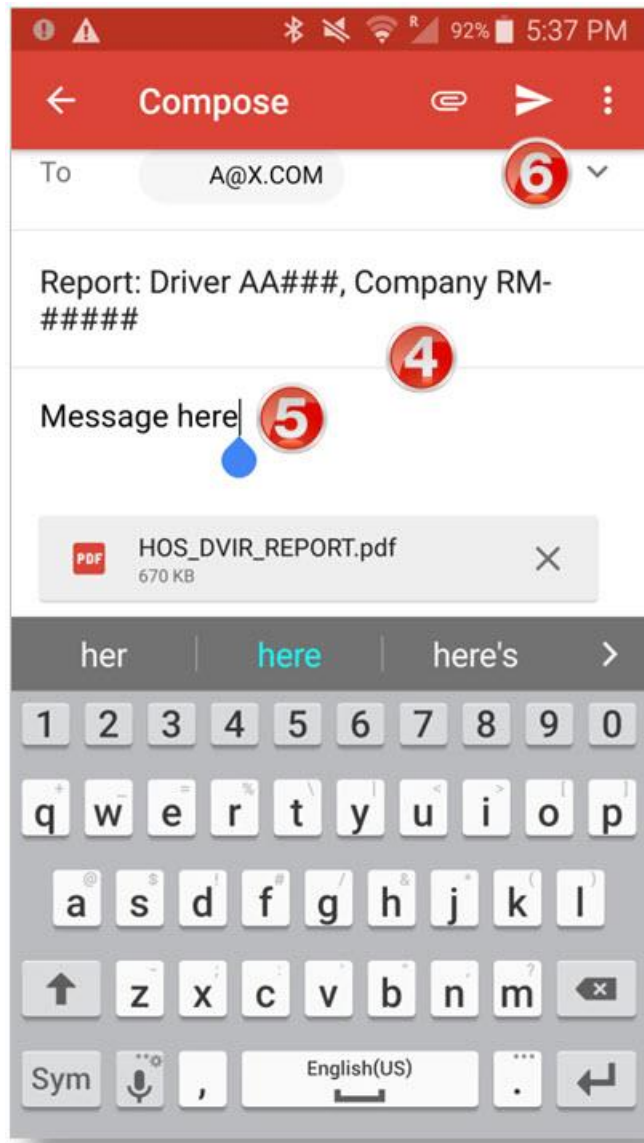 R 92% 5:37 PM
Compose
6
To A@X.COM
Report: Driver AA###, Company RM-
#####
4
Message here 5
PDF HOS_DVIR_REPORT.pdf
670 KB
her here here's >
1 2 3 4 5 6 7 8 9 0
+ _ = % \ | < > [ ]
q w e r t y u i o p
@ $ ! # / & * ( )
a s d f g h j k l
- ; : ' " , ?
z x c v b n m
Sym , English(US) .